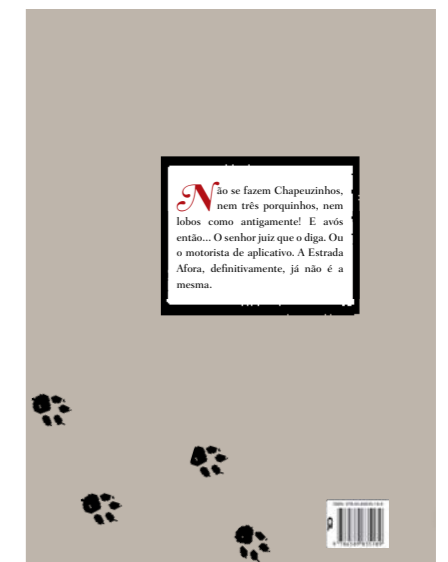 Não se fazem Chapeuzinhos,
nem três porquinhos, nem
lobos como antigamente! E avós
então... O senhor juiz que o diga. Ou
o motorista de aplicativo. A Estrada
Afora, definitivamente, já não é a
mesma.